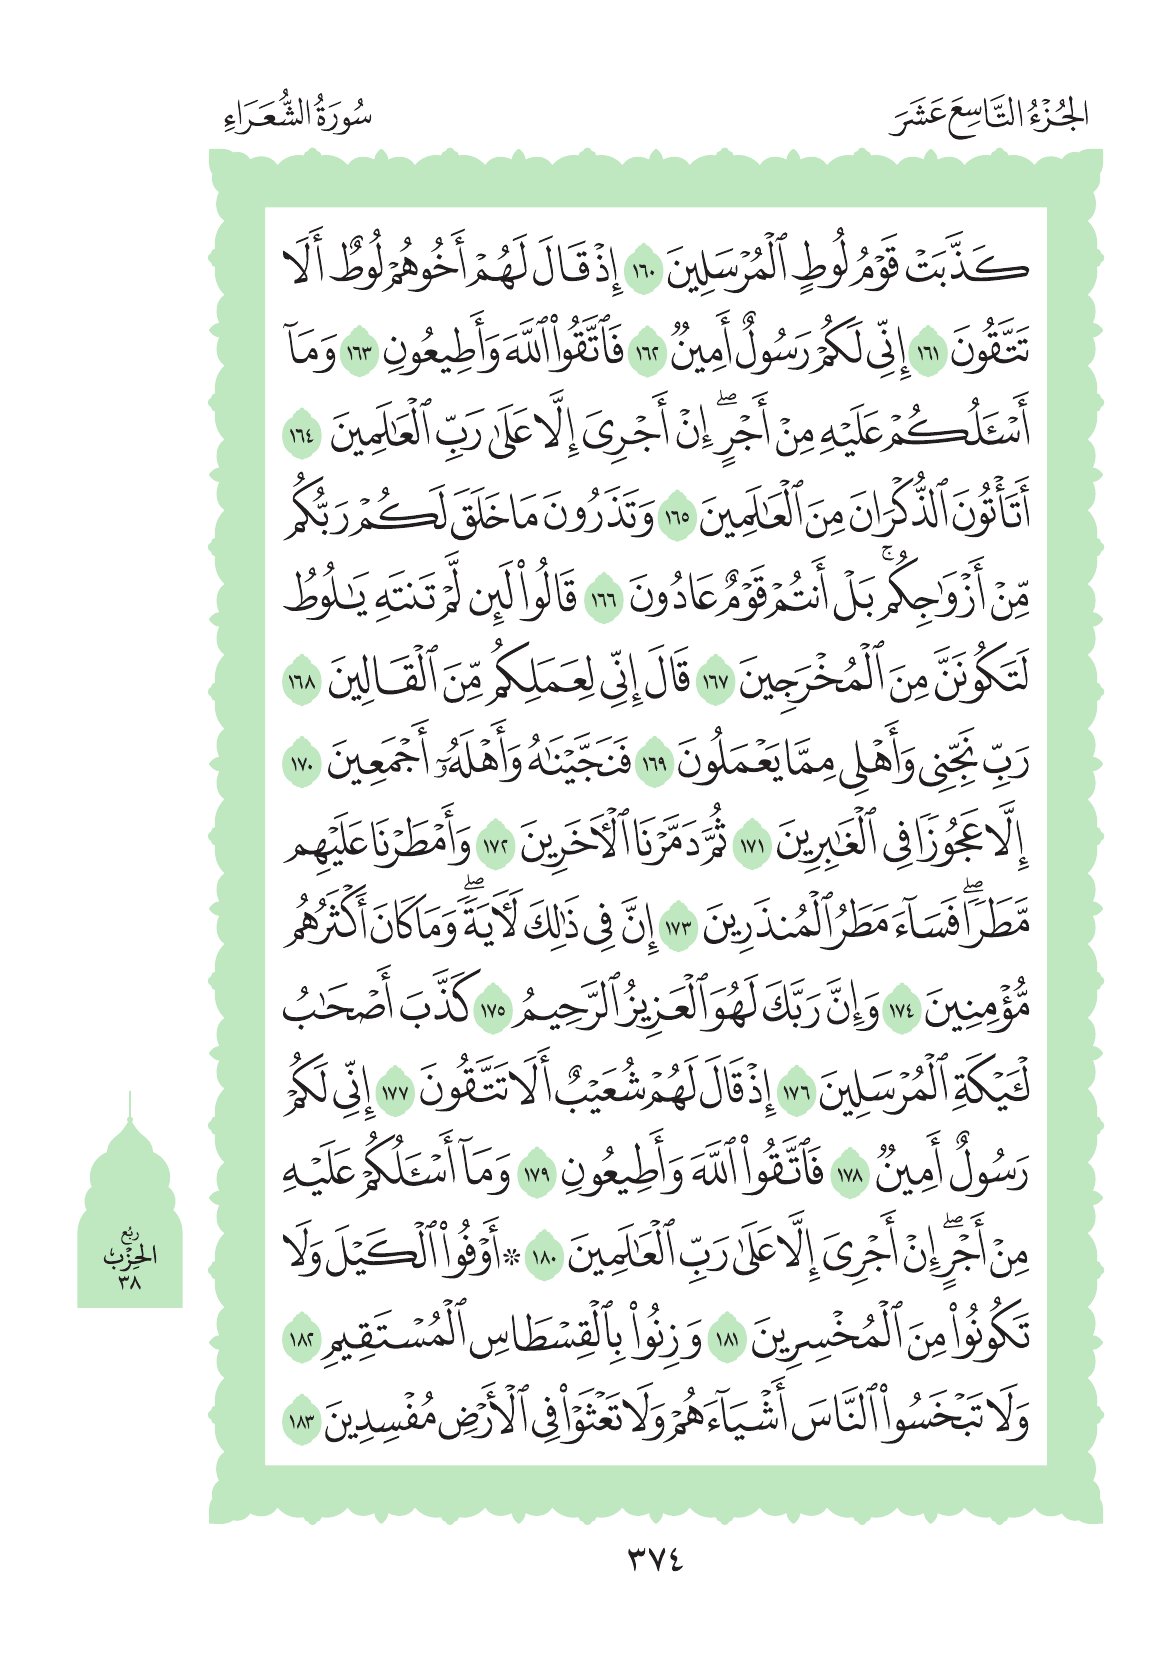 الجُزْءُ التَّاسِعَ عَشَرَ
سُورَةُ الشُّعَرَاءِ
كَذَّبَتۡ قَوۡمُ لُوطٍ ٱلۡمُرۡسَلِينَ ١٦٠ إِذۡ قَالَ لَهُمۡ أَخُوهُمۡ لُوطٌ أَلَا
تَتَّقُونَ ١٦١ إِنِّي لَكُمۡ رَسُولٌ أَمِينٞ ١٦٢ فَٱتَّقُواْ ٱللَّهَ وَأَطِيعُونِ ١٦٣ وَمَآ
أَسۡـَٔلُكُمۡ عَلَيۡهِ مِنۡ أَجۡرٍۖ إِنۡ أَجۡرِيَ إِلَّا عَلَىٰ رَبِّ ٱلۡعَٰلَمِينَ ١٦٤
أَتَأۡتُونَ ٱلذُّكۡرَانَ مِنَ ٱلۡعَٰلَمِينَ ١٦٥ وَتَذَرُونَ مَا خَلَقَ لَكُمۡ رَبُّكُم
مِّنۡ أَزۡوَٰجِكُمۚ بَلۡ أَنتُمۡ قَوۡمٌ عَادُونَ ١٦٦ قَالُواْ لَئِن لَّمۡ تَنتَهِ يَٰلُوطُ
لَتَكُونَنَّ مِنَ ٱلۡمُخۡرَجِينَ ١٦٧ قَالَ إِنِّي لِعَمَلِكُم مِّنَ ٱلۡقَالِينَ ١٦٨
رَبِّ نَجِّنِي وَأَهۡلِي مِمَّا يَعۡمَلُونَ ١٦٩ فَنَجَّيۡنَٰهُ وَأَهۡلَهُۥٓ أَجۡمَعِينَ ١٧٠
إِلَّا عَجُوزٗا فِي ٱلۡغَٰبِرِينَ ١٧١ ثُمَّ دَمَّرۡنَا ٱلۡأٓخَرِينَ ١٧٢ وَأَمۡطَرۡنَا عَلَيۡهِم
مَّطَرٗاۖ فَسَآءَ مَطَرُ ٱلۡمُنذَرِينَ ١٧٣ إِنَّ فِي ذَٰلِكَ لَأٓيَةٗۖ وَمَا كَانَ أَكۡثَرُهُم
مُّؤۡمِنِينَ ١٧٤ وَإِنَّ رَبَّكَ لَهُوَ ٱلۡعَزِيزُ ٱلرَّحِيمُ ١٧٥ كَذَّبَ أَصۡحَٰبُ
لۡـَٔيۡكَةِ ٱلۡمُرۡسَلِينَ ١٧٦ إِذۡ قَالَ لَهُمۡ شُعَيۡبٌ أَلَا تَتَّقُونَ ١٧٧ إِنِّي لَكُمۡ
رَسُولٌ أَمِينٞ ١٧٨ فَٱتَّقُواْ ٱللَّهَ وَأَطِيعُونِ ١٧٩ وَمَآ أَسۡـَٔلُكُمۡ عَلَيۡهِ
مِنۡ أَجۡرٍۖ إِنۡ أَجۡرِيَ إِلَّا عَلَىٰ رَبِّ ٱلۡعَٰلَمِينَ ١٨٠ ۞ أَوۡفُواْ ٱلۡكَيۡلَ وَلَا
تَكُونُواْ مِنَ ٱلۡمُخۡسِرِينَ ١٨١ وَزِنُواْ بِٱلۡقِسۡطَاسِ ٱلۡمُسۡتَقِيمِ ١٨٢
وَلَا تَبۡخَسُواْ ٱلنَّاسَ أَشۡيَآءَهُمۡ وَلَا تَعۡثَوۡاْ فِي ٱلۡأَرۡضِ مُفۡسِدِينَ ١٨٣
ربع
الحزب
٣٨
٣٧٤